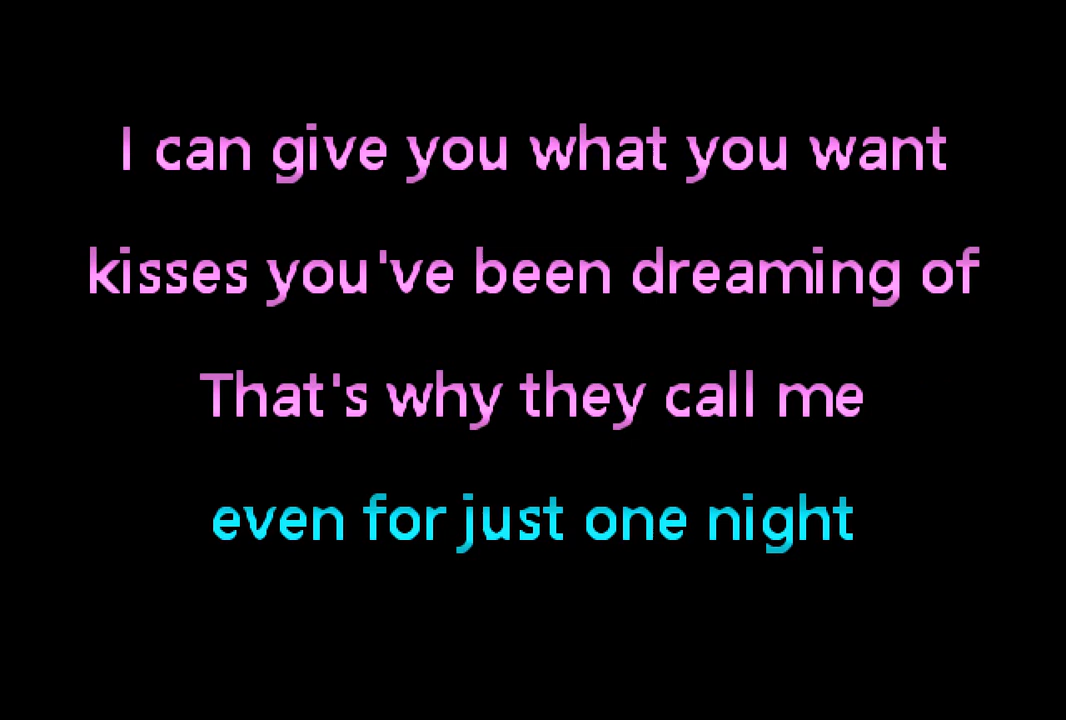 I can give you what you want
kisses you've been dreaming of
That's why they call me
even for just one night